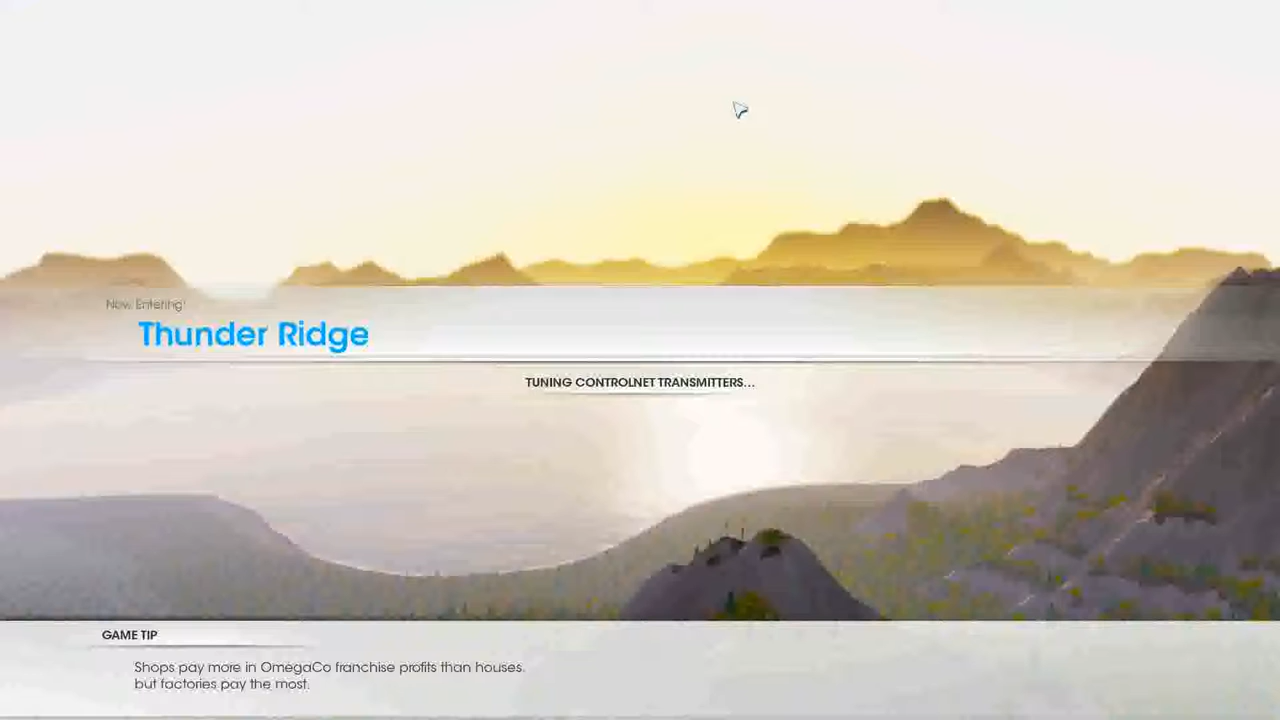 Now Entering:
Thunder Ridge
TUNING CONTROLNET TRANSMITTERS...
GAME TIP
Shops pay more in OmegaCo franchise profits than houses,
but factories pay the most.